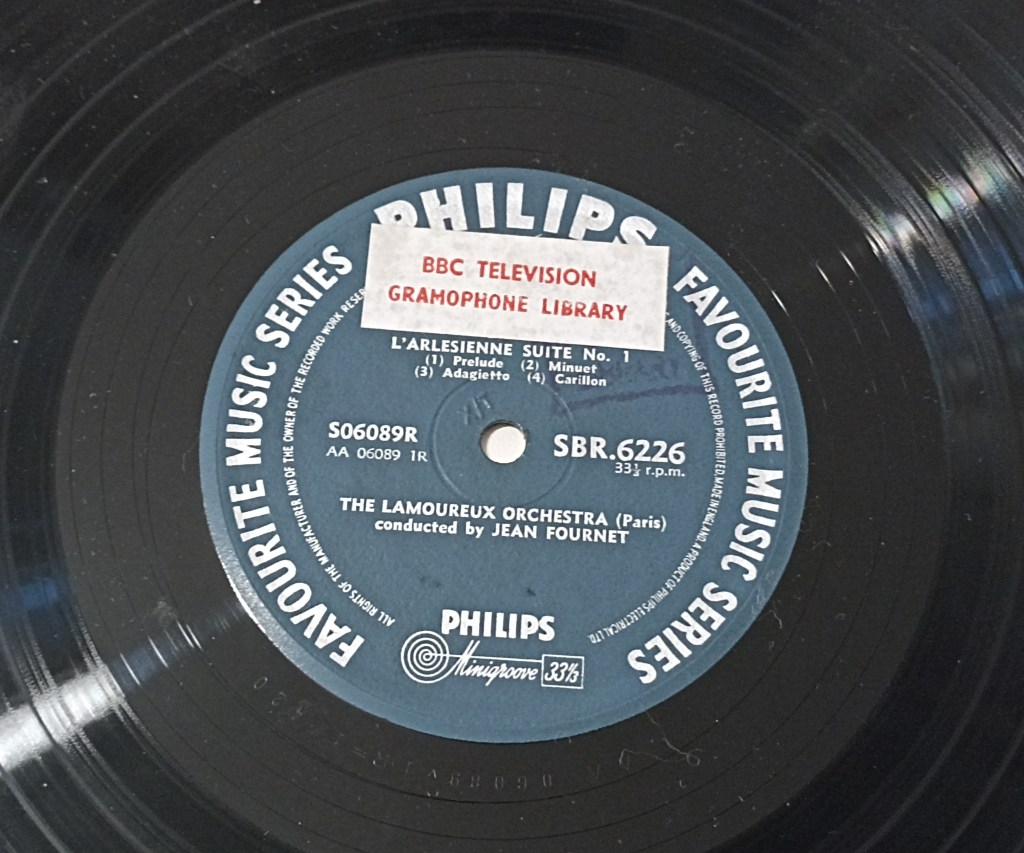 PHILIPS
FAVOURITE MUSIC SERIES
FAVOURITE MUSIC SERIES
BBC TELEVISION
GRAMOPHONE LIBRARY
L'ARLESIENNE SUITE No. 1
(1) Prelude (2) Minuet
(3) Adagietto (4) Carillon
S06089R
AA 06089 1R
SBR.6226
33⅓ r.p.m.
THE LAMOUREUX ORCHESTRA (Paris)
conducted by JEAN FOURNET
PHILIPS
Minigroove 33⅓
ALL RIGHTS OF THE MANUFACTURER AND OF THE OWNER OF THE RECORDED WORK
AND COPYING OF THIS RECORD PROHIBITED. MADE IN ENGLAND. A PRODUCT OF PHILIPS ELECTRICAL LTD.